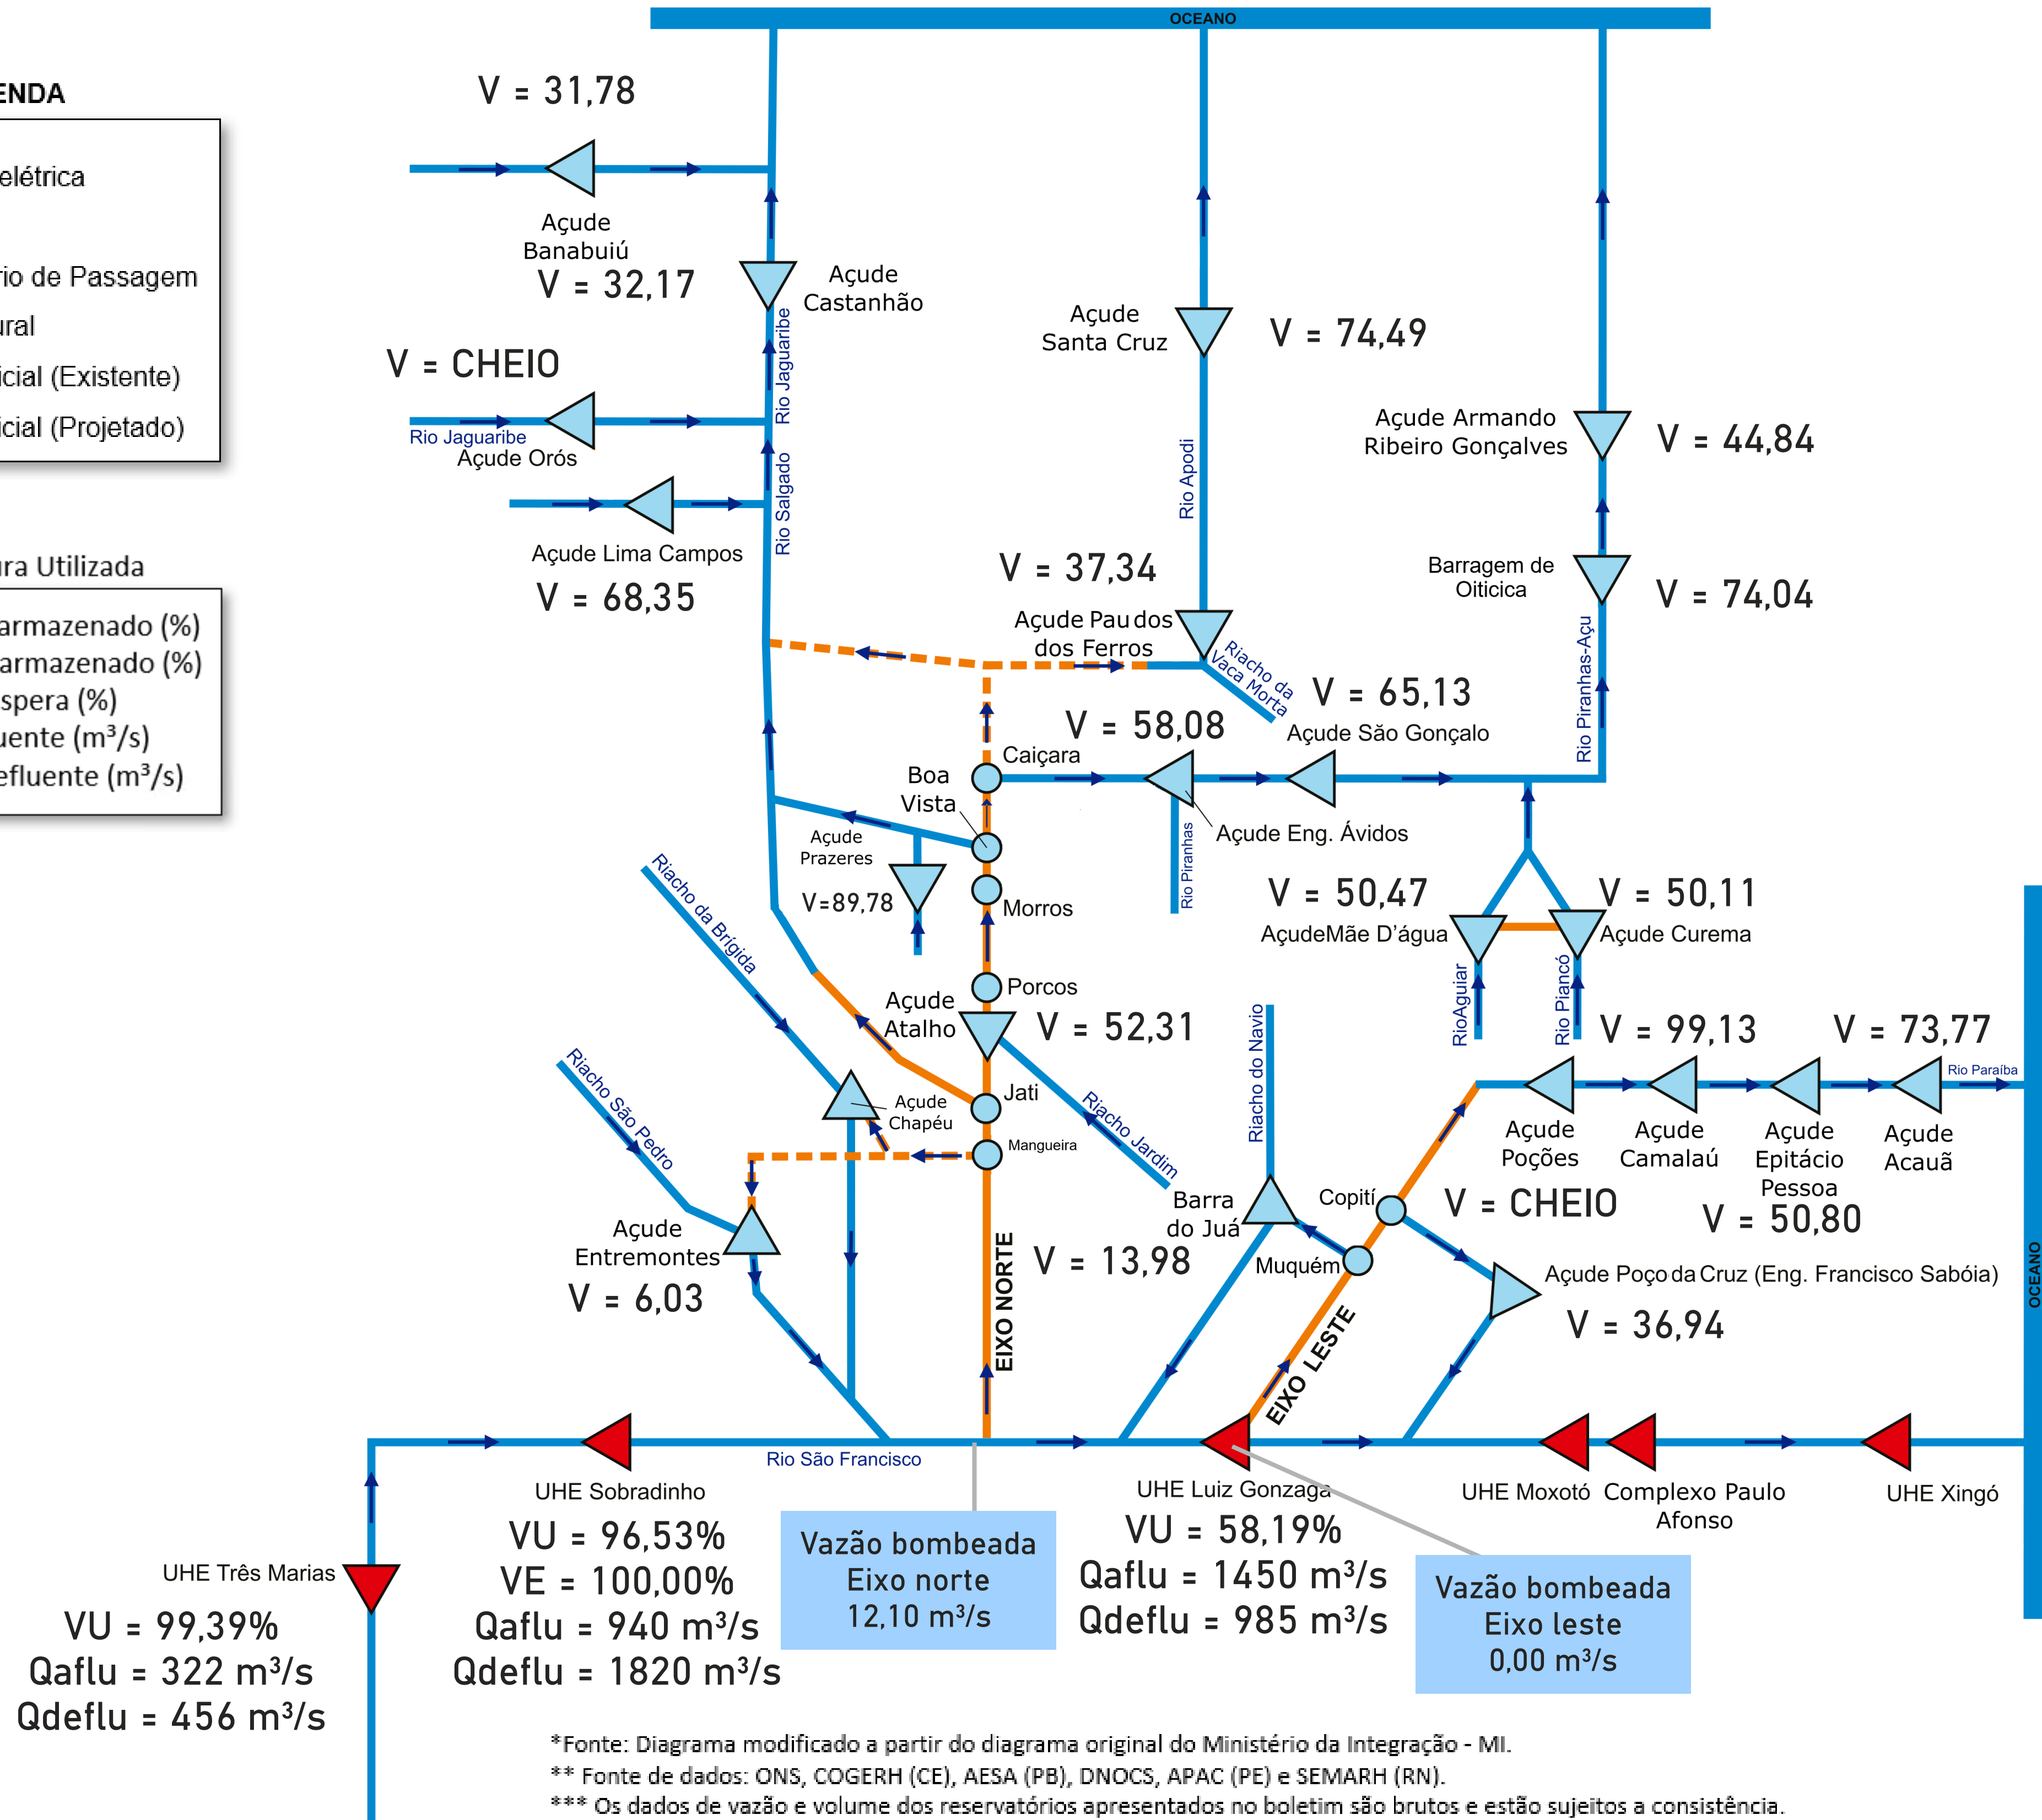 OCEANO
ENDA
elétrica
rio de Passagem
ural
icial (Existente)
icial (Projetado)
ura Utilizada
armazenado (%)
armazenado (%)
spera (%)
uente (m³/s)
efluente (m³/s)
V = 31,78
Açude
Banabuiú
V = 32,17
Açude
Castanhão
Rio Jaguaribe
V = CHEIO
Rio Jaguaribe
Açude Orós
Rio Salgado
Açude Lima Campos
V = 68,35
Açude
Santa Cruz
V = 74,49
Rio Apodi
Açude Armando
Ribeiro Gonçalves
V = 44,84
V = 37,34
Açude Pau dos
dos Ferros
Riacho da
Vaca Morta
Barragem de
Oiticica
V = 74,04
Rio Piranhas-Açu
V = 65,13
Açude São Gonçalo
V = 58,08
Caiçara
Boa
Vista
Açude Eng. Ávidos
Rio Piranhas
Açude
Prazeres
V=89,78
Morros
Riacho da Brígida
V = 50,47
AçudeMãe D'água
V = 50,11
Açude Curema
RioAguiar
Rio Piancó
Porcos
Açude
Atalho
V = 52,31
Riacho do Navio
V = 99,13
V = 73,77
Rio Paraíba
Riacho São Pedro
Açude
Chapéu
Jati
Mangueira
Riacho Jardim
Açude
Poções
Açude
Camalaú
Açude
Epitácio
Pessoa
Açude
Acauã
V = CHEIO
V = 50,80
Barra
do Juá
Copití
Muquém
V = 13,98
Açude
Entremontes
V = 6,03
EIXO NORTE
EIXO LESTE
Açude Poço da Cruz (Eng. Francisco Sabóia)
V = 36,94
OCEANO
Rio São Francisco
UHE Sobradinho
VU = 96,53%
VE = 100,00%
Qaflu = 940 m³/s
Qdeflu = 1820 m³/s
Vazão bombeada
Eixo norte
12,10 m³/s
UHE Luiz Gonzaga
VU = 58,19%
Qaflu = 1450 m³/s
Qdeflu = 985 m³/s
Vazão bombeada
Eixo leste
0,00 m³/s
UHE Moxotó
Complexo Paulo
Afonso
UHE Xingó
UHE Três Marias
VU = 99,39%
Qaflu = 322 m³/s
Qdeflu = 456 m³/s
*Fonte: Diagrama modificado a partir do diagrama original do Ministério da Integração - MI.
** Fonte de dados: ONS, COGERH (CE), AESA (PB), DNOCS, APAC (PE) e SEMARH (RN).
*** Os dados de vazão e volume dos reservatórios apresentados no boletim são brutos e estão sujeitos a consistência.